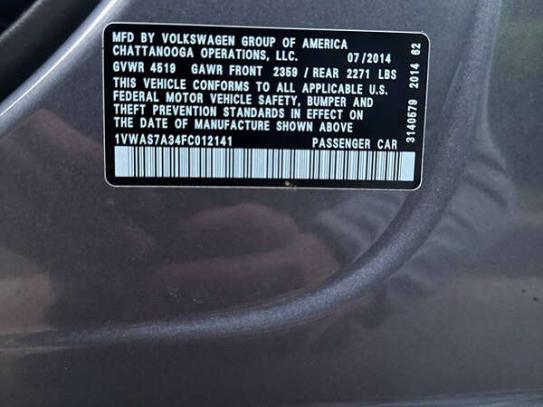 MFD BY VOLKSWAGEN GROUP OF AMERICA
CHATTANOOGA OPERATIONS, LLC. 07/2014
GVWR 4519 GAWR FRONT 2359 / REAR 2271 LBS
THIS VEHICLE CONFORMS TO ALL APPLICABLE U.S.
FEDERAL MOTOR VEHICLE SAFETY, BUMPER AND
THEFT PREVENTION STANDARDS IN EFFECT ON
THE DATE OF MANUFACTURE SHOWN ABOVE
1VWAS7A34FC012141 PASSENGER CAR
3140579 2014 62